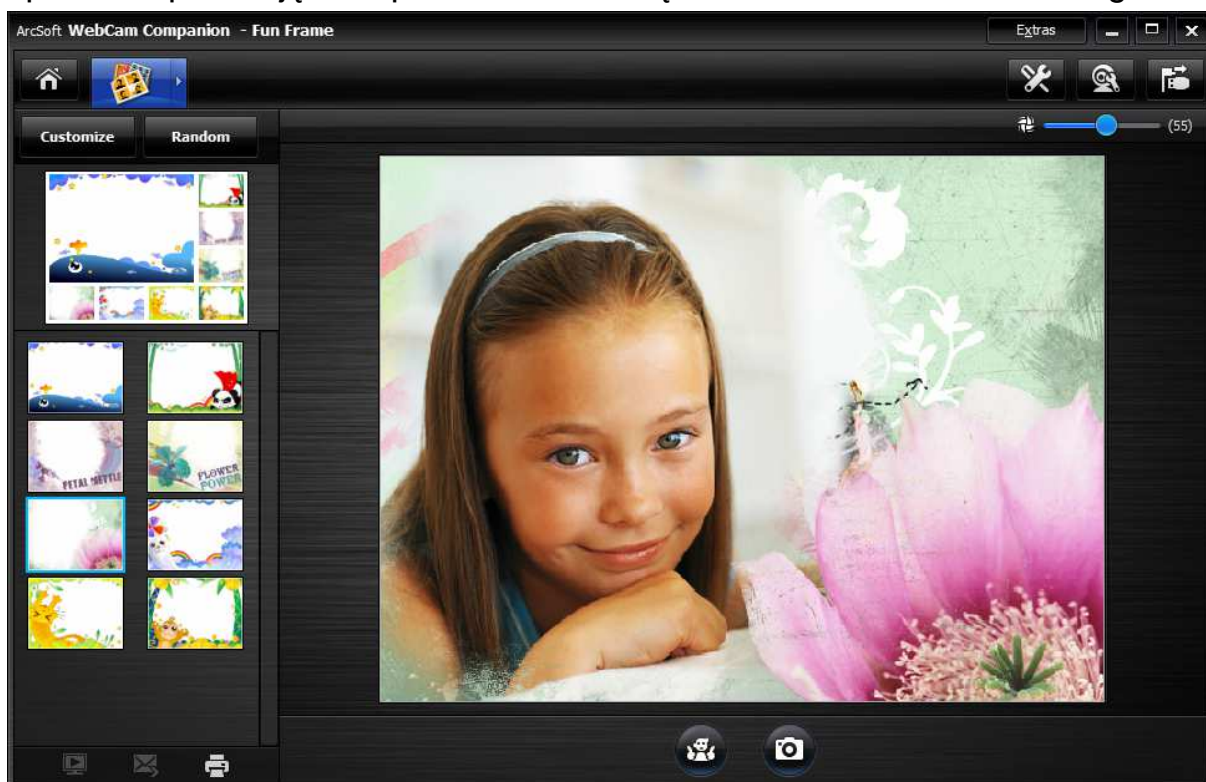 ArcSoft WebCam Companion - Fun Frame
Extras
Customize
Random
(55)
PETAL METTLE
FLOWER
POWER